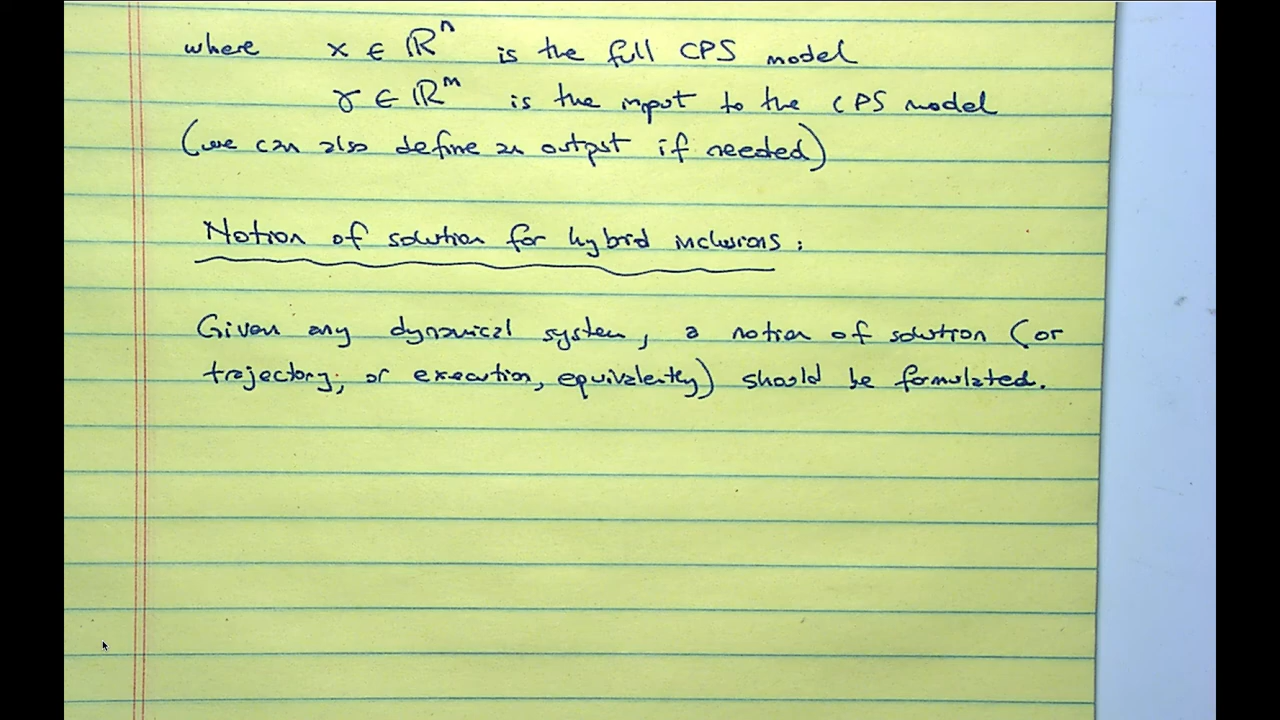 where x ∈ ℝⁿ is the full CPS model
γ ∈ ℝᵐ is the input to the CPS model
(we can also define an output if needed)
Notion of solution for hybrid inclusions:
Given any dynamical system, a notion of solution (or
trajectory, or execution, equivalently) should be formulated.